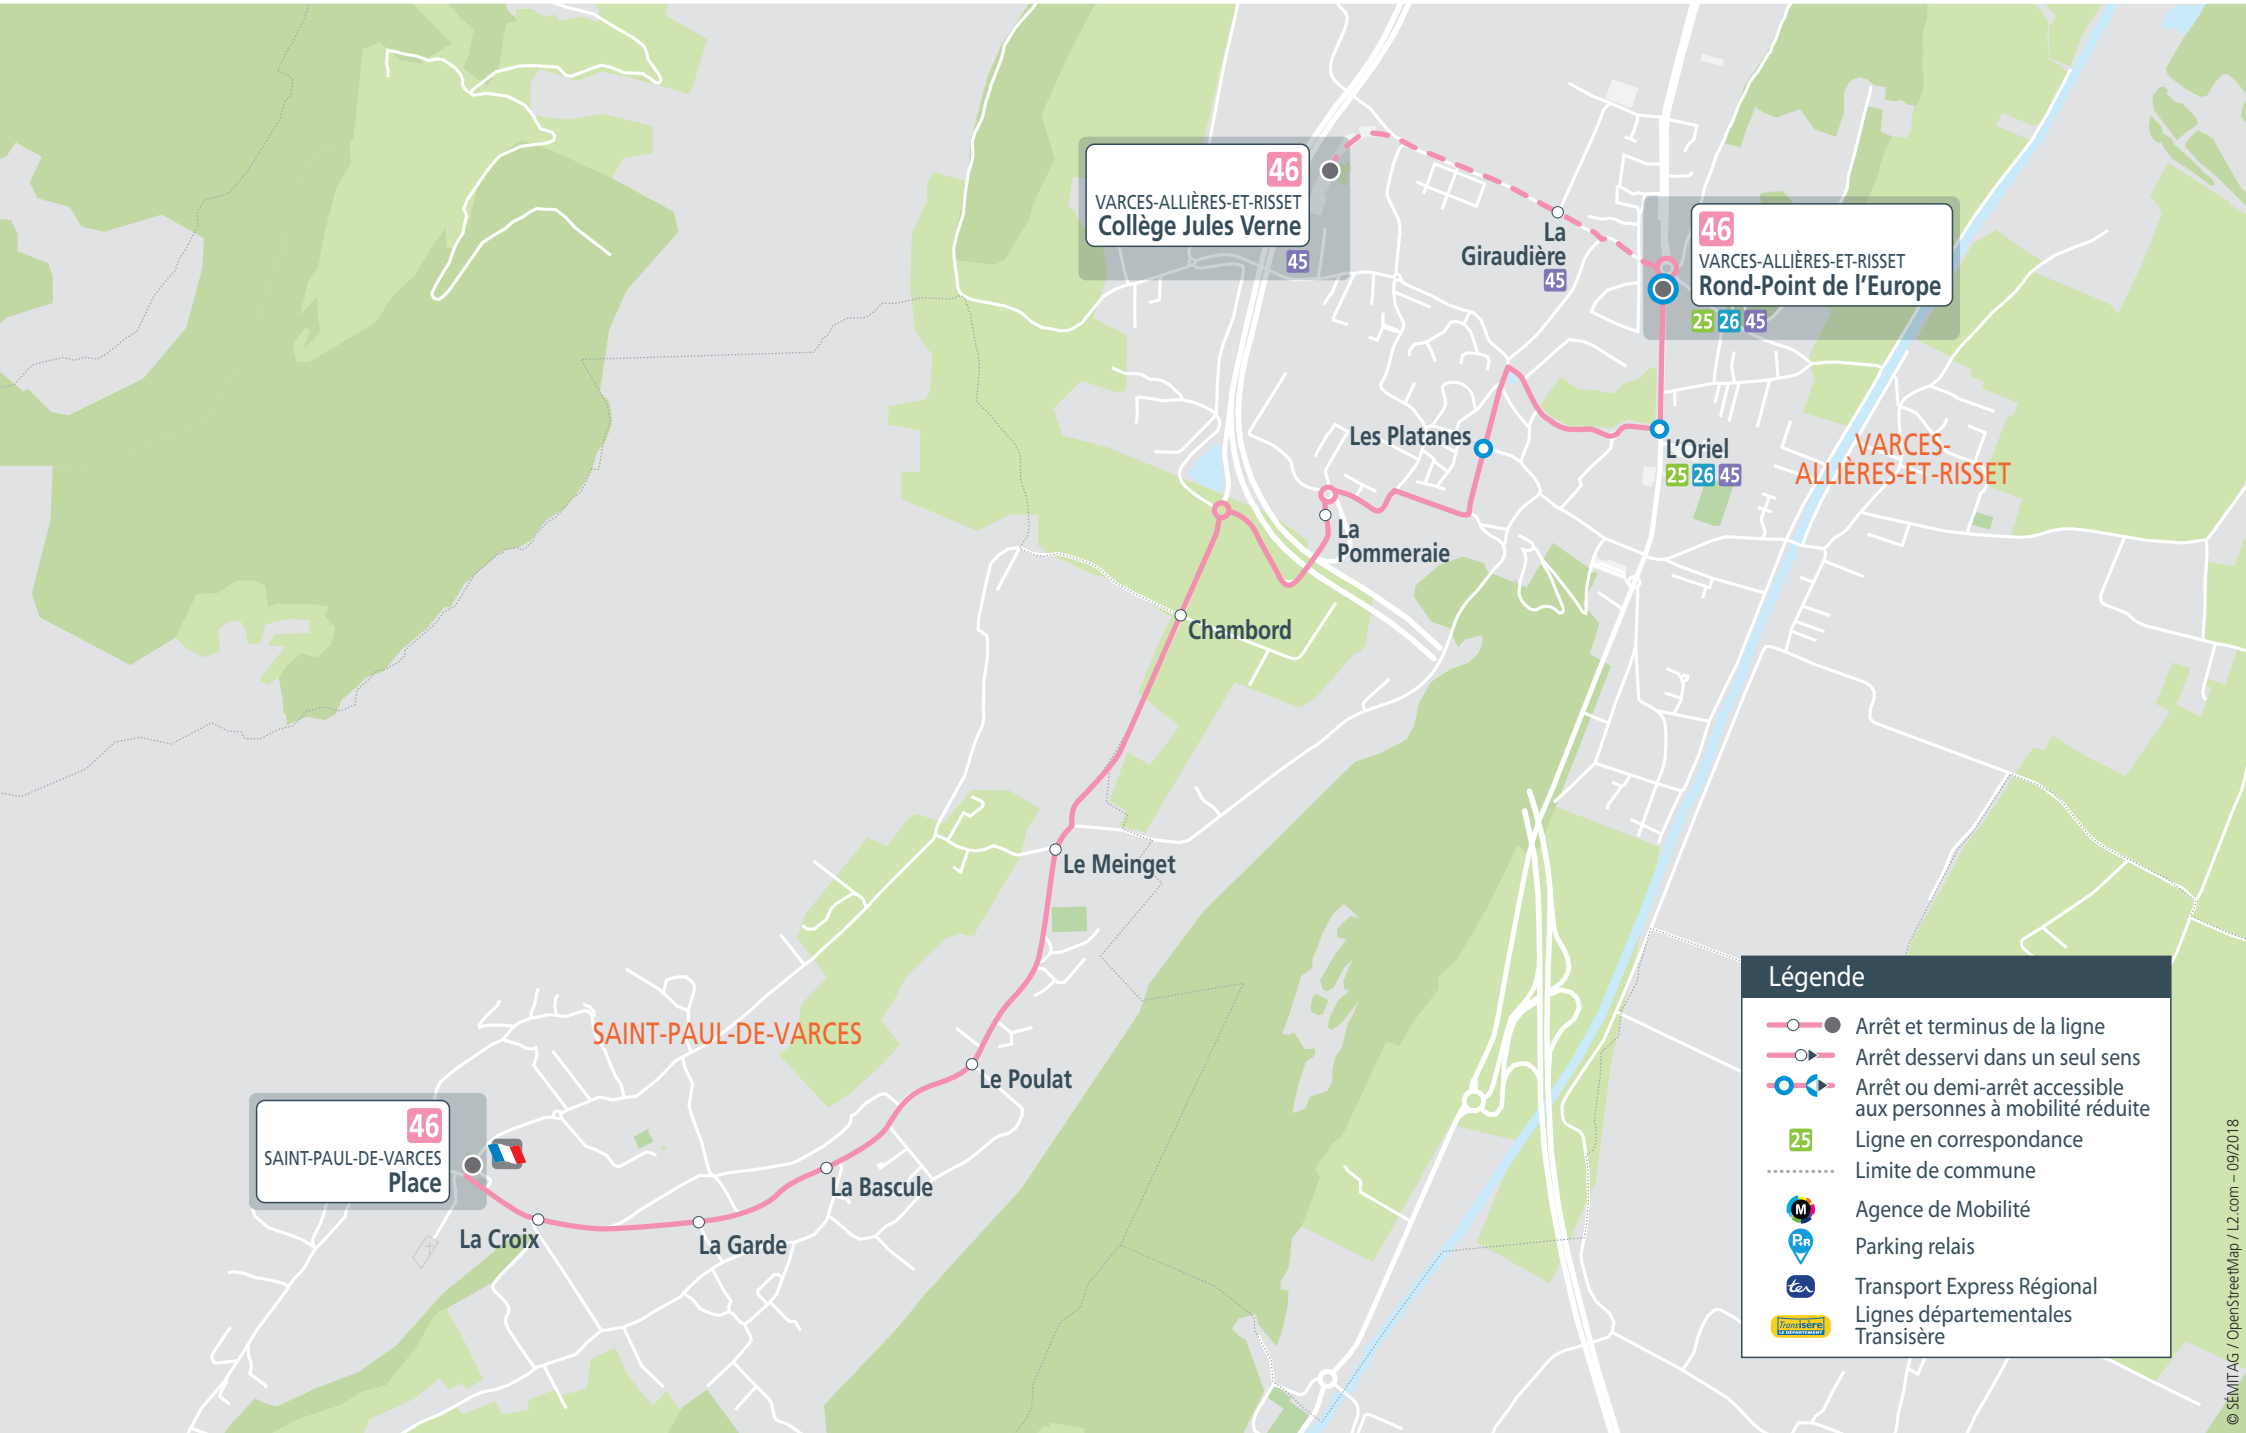 46
VARCES-ALLIÈRES-ET-RISSET
Collège Jules Verne
45
La
Giraudière
45
46
VARCES-ALLIÈRES-ET-RISSET
Rond-Point de l'Europe
25 26 45
Les Platanes
L'Oriel
25 26 45
VARCES-
ALLIÈRES-ET-RISSET
La
Pommeraie
Chambord
Le Meinget
SAINT-PAUL-DE-VARCES
Le Poulat
46
SAINT-PAUL-DE-VARCES
Place
La Bascule
La Croix
La Garde
Légende
Arrêt et terminus de la ligne
Arrêt desservi dans un seul sens
Arrêt ou demi-arrêt accessible
aux personnes à mobilité réduite
25 Ligne en correspondance
Limite de commune
M Agence de Mobilité
P+R Parking relais
ter Transport Express Régional
Lignes départementales
Transisère
Transisère
LE DÉPARTEMENT
© SÉMITAG / OpenStreetMap / L2.com – 09/2018